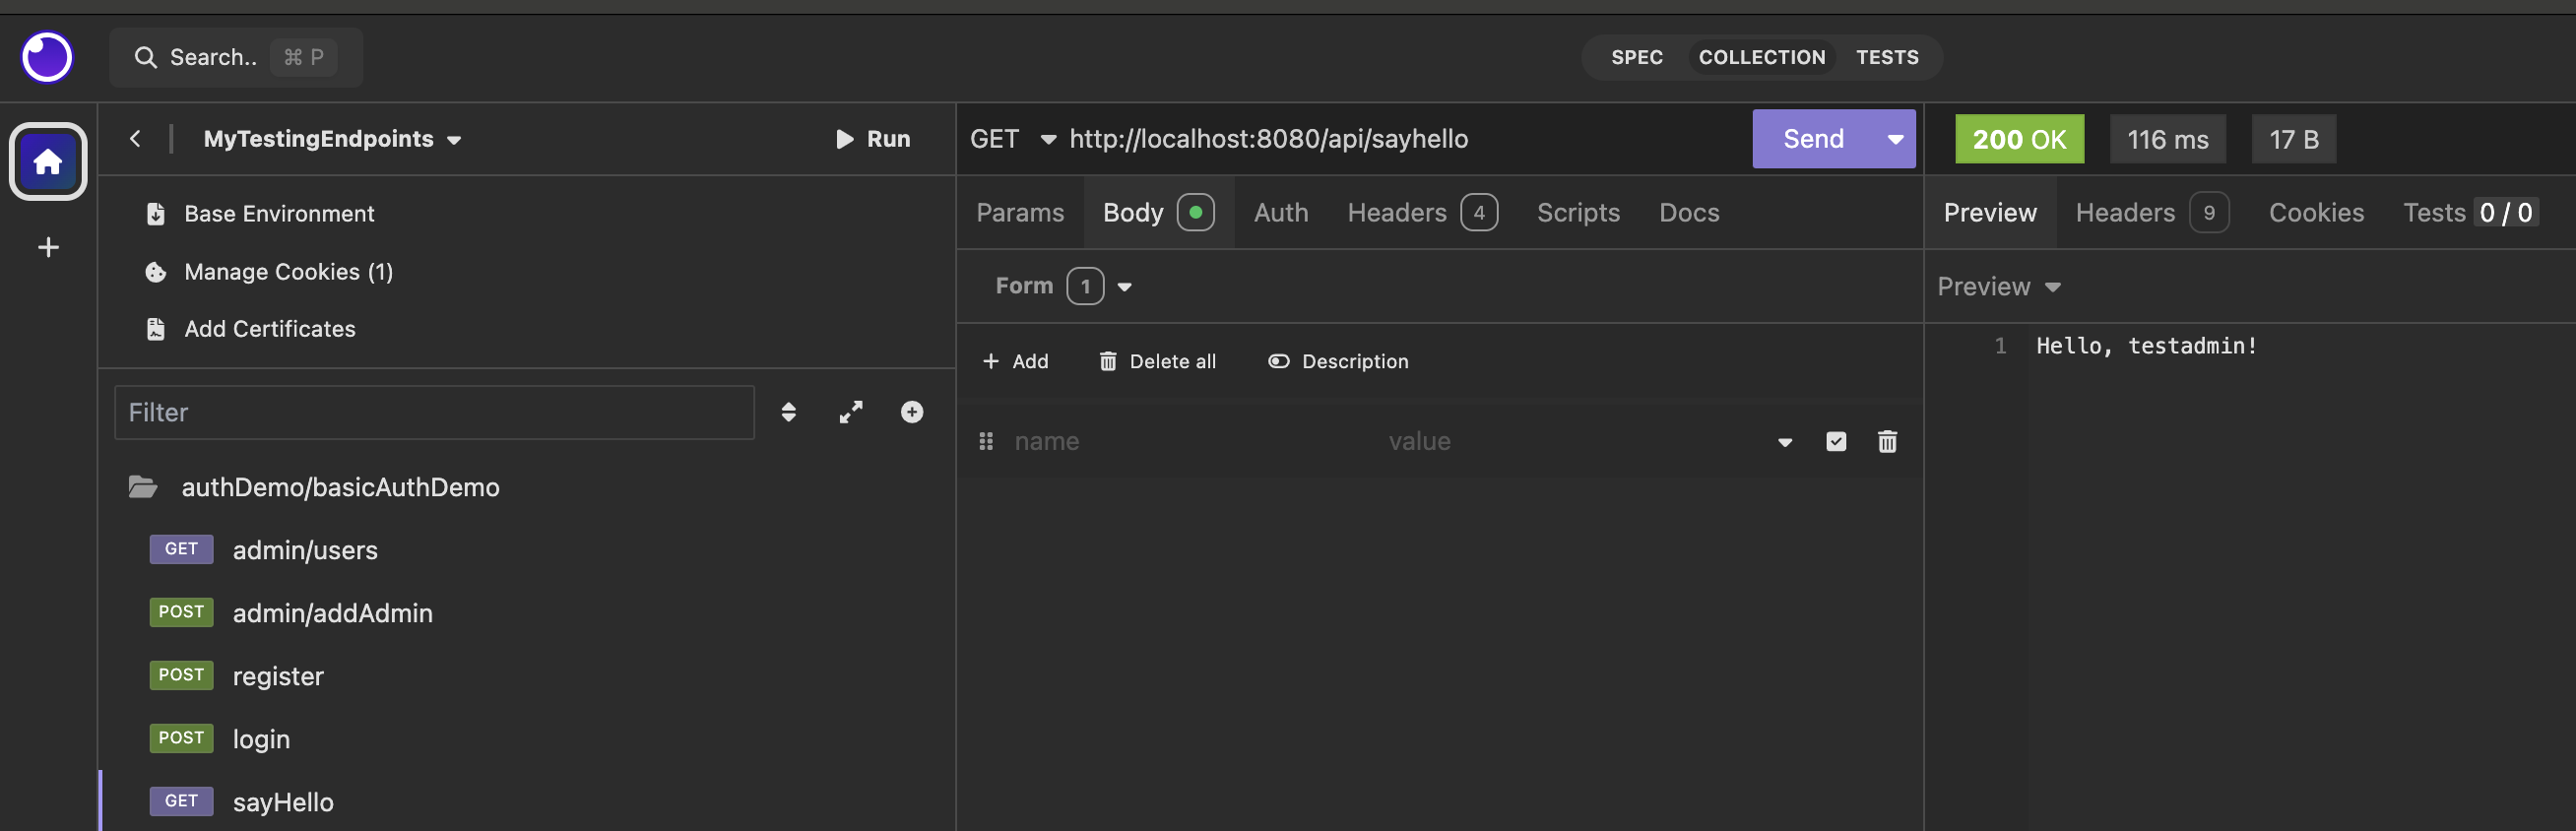 Search.. ⌘ P
SPEC COLLECTION TESTS
MyTestingEndpoints Run
Base Environment
Manage Cookies (1)
Add Certificates
Filter
authDemo/basicAuthDemo
GET admin/users
POST admin/addAdmin
POST register
POST login
GET sayHello
GET http://localhost:8080/api/sayhello Send
Params Body Auth Headers 4 Scripts Docs
Form 1
+ Add Delete all Description
name value
200 OK 116 ms 17 B
Preview Headers 9 Cookies Tests 0 / 0
Preview
1 Hello, testadmin!